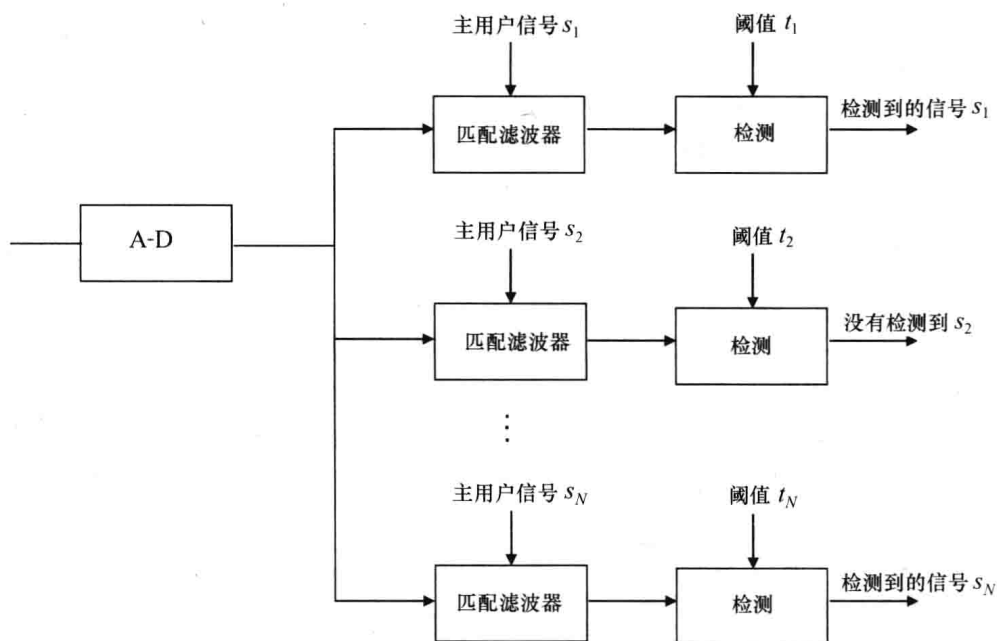 主用户信号 s₁
阈值 t₁
匹配滤波器
检测
检测到的信号 s₁
A-D
主用户信号 s₂
阈值 t₂
匹配滤波器
检测
没有检测到 s₂
⋮
主用户信号 s_N
阈值 t_N
匹配滤波器
检测
检测到的信号 s_N